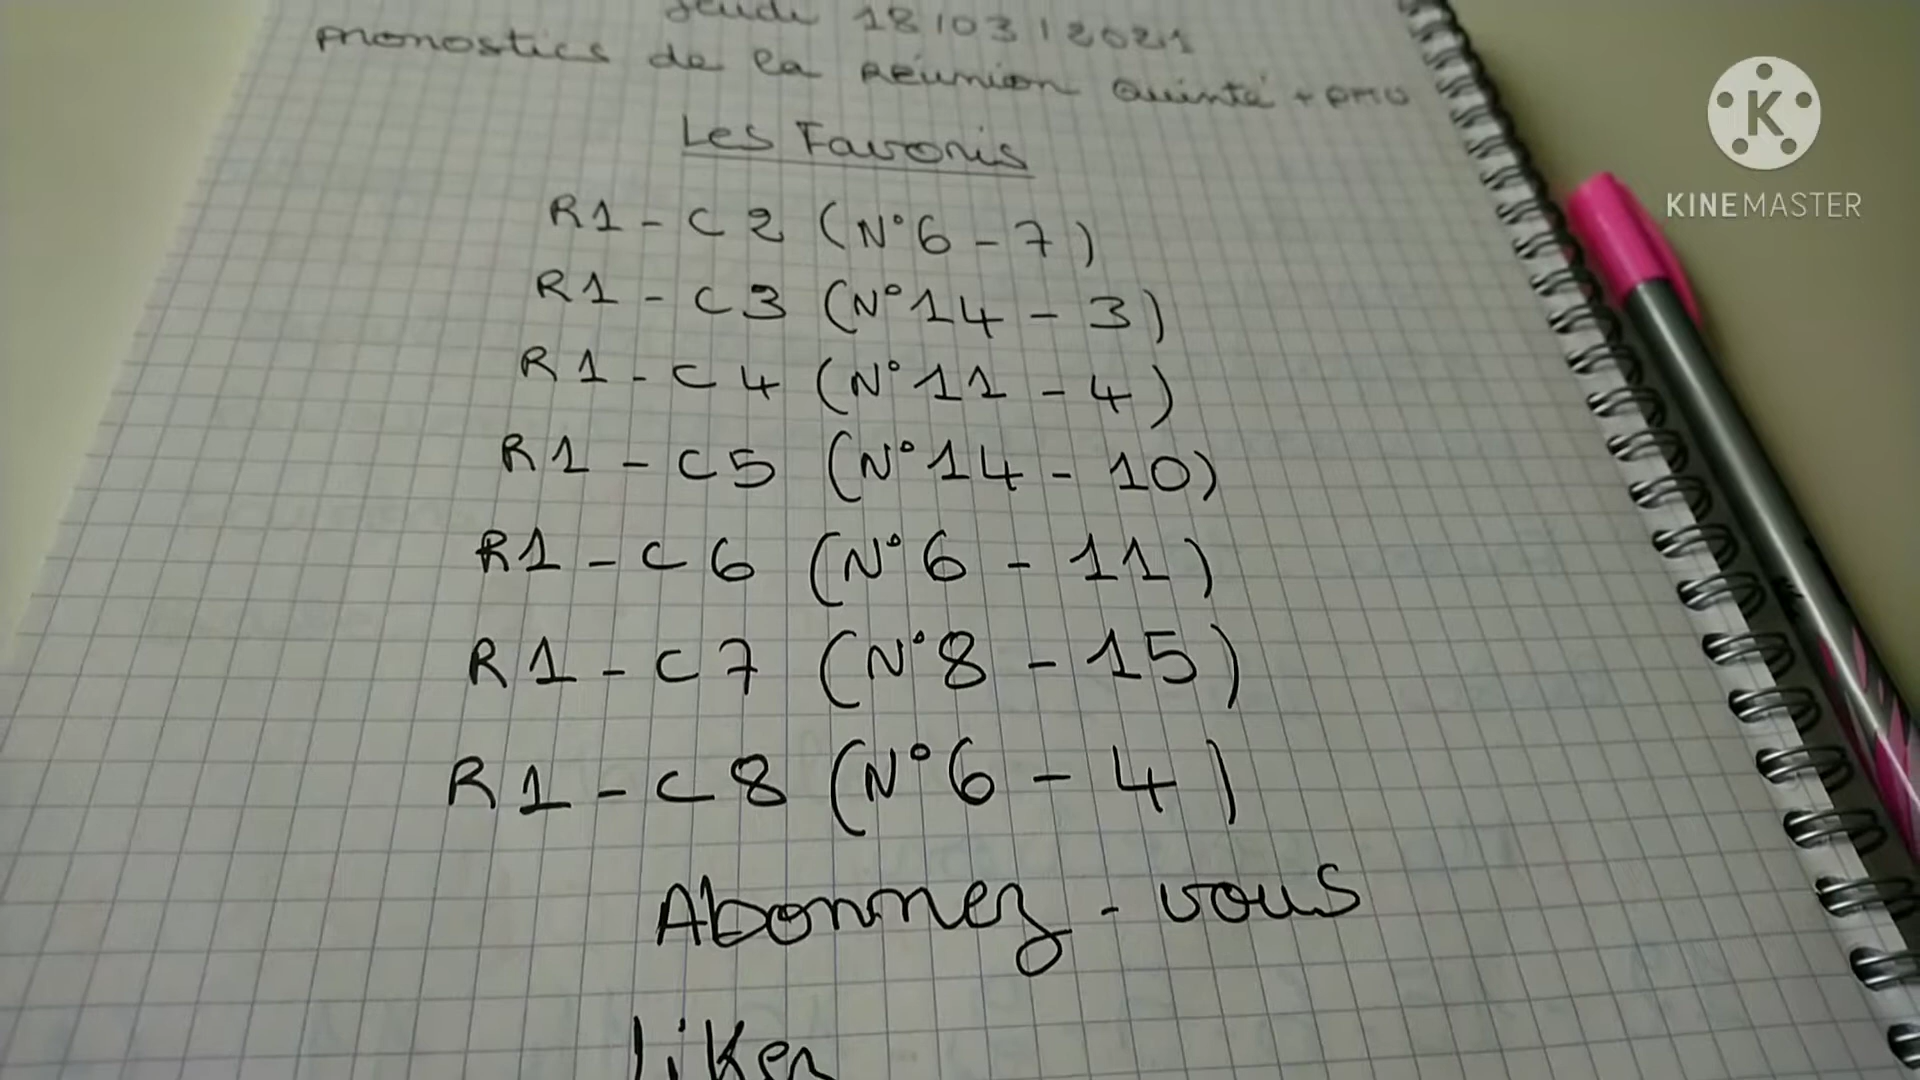 Jeudi 18/03/2021
pronostics de la Réunion Quinté + PMU
Les Favoris
R1 - C2 (N°6 - 7)
R1 - C3 (N°14 - 3)
R1 - C4 (N°11 - 4)
R1 - C5 (N°14 - 10)
R1 - C6 (N°6 - 11)
R1 - C7 (N°8 - 15)
R1 - C8 (N°6 - 4)
Abonnez-vous
liker
K
KINEMASTER